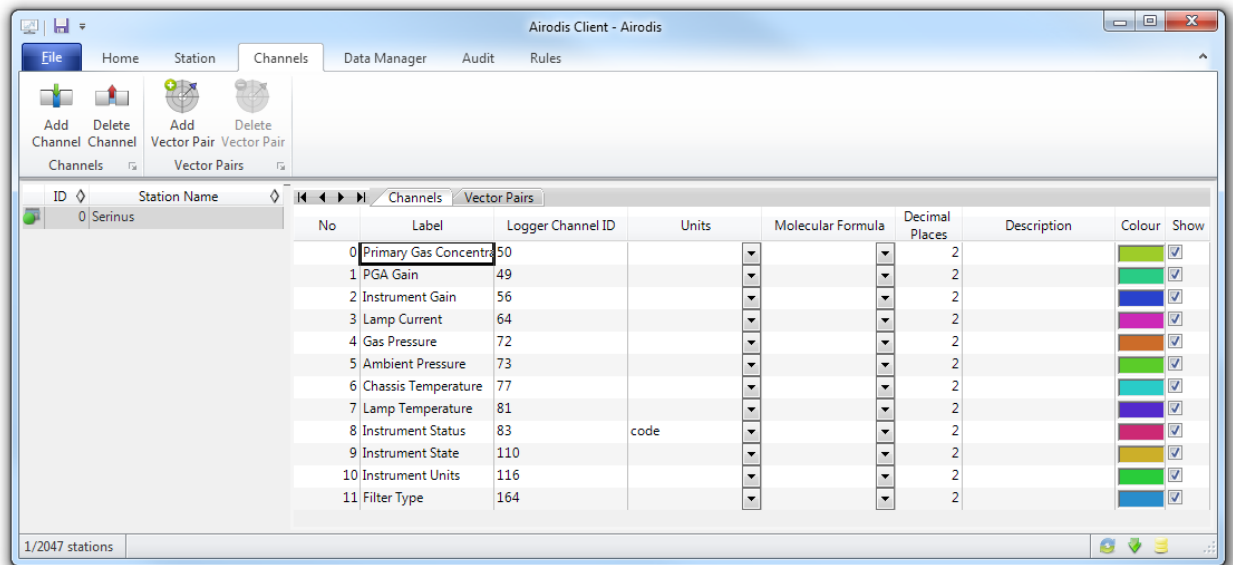 Airodis Client - Airodis
File Home Station Channels Data Manager Audit Rules
Add Channel Delete Channel Add Vector Pair Delete Vector Pair
Channels Vector Pairs
ID Station Name
0 Serinus
Channels Vector Pairs
No Label Logger Channel ID Units Molecular Formula Decimal Places Description Colour Show
0 Primary Gas Concentra 50 2
1 PGA Gain 49 2
2 Instrument Gain 56 2
3 Lamp Current 64 2
4 Gas Pressure 72 2
5 Ambient Pressure 73 2
6 Chassis Temperature 77 2
7 Lamp Temperature 81 2
8 Instrument Status 83 code 2
9 Instrument State 110 2
10 Instrument Units 116 2
11 Filter Type 164 2
1/2047 stations